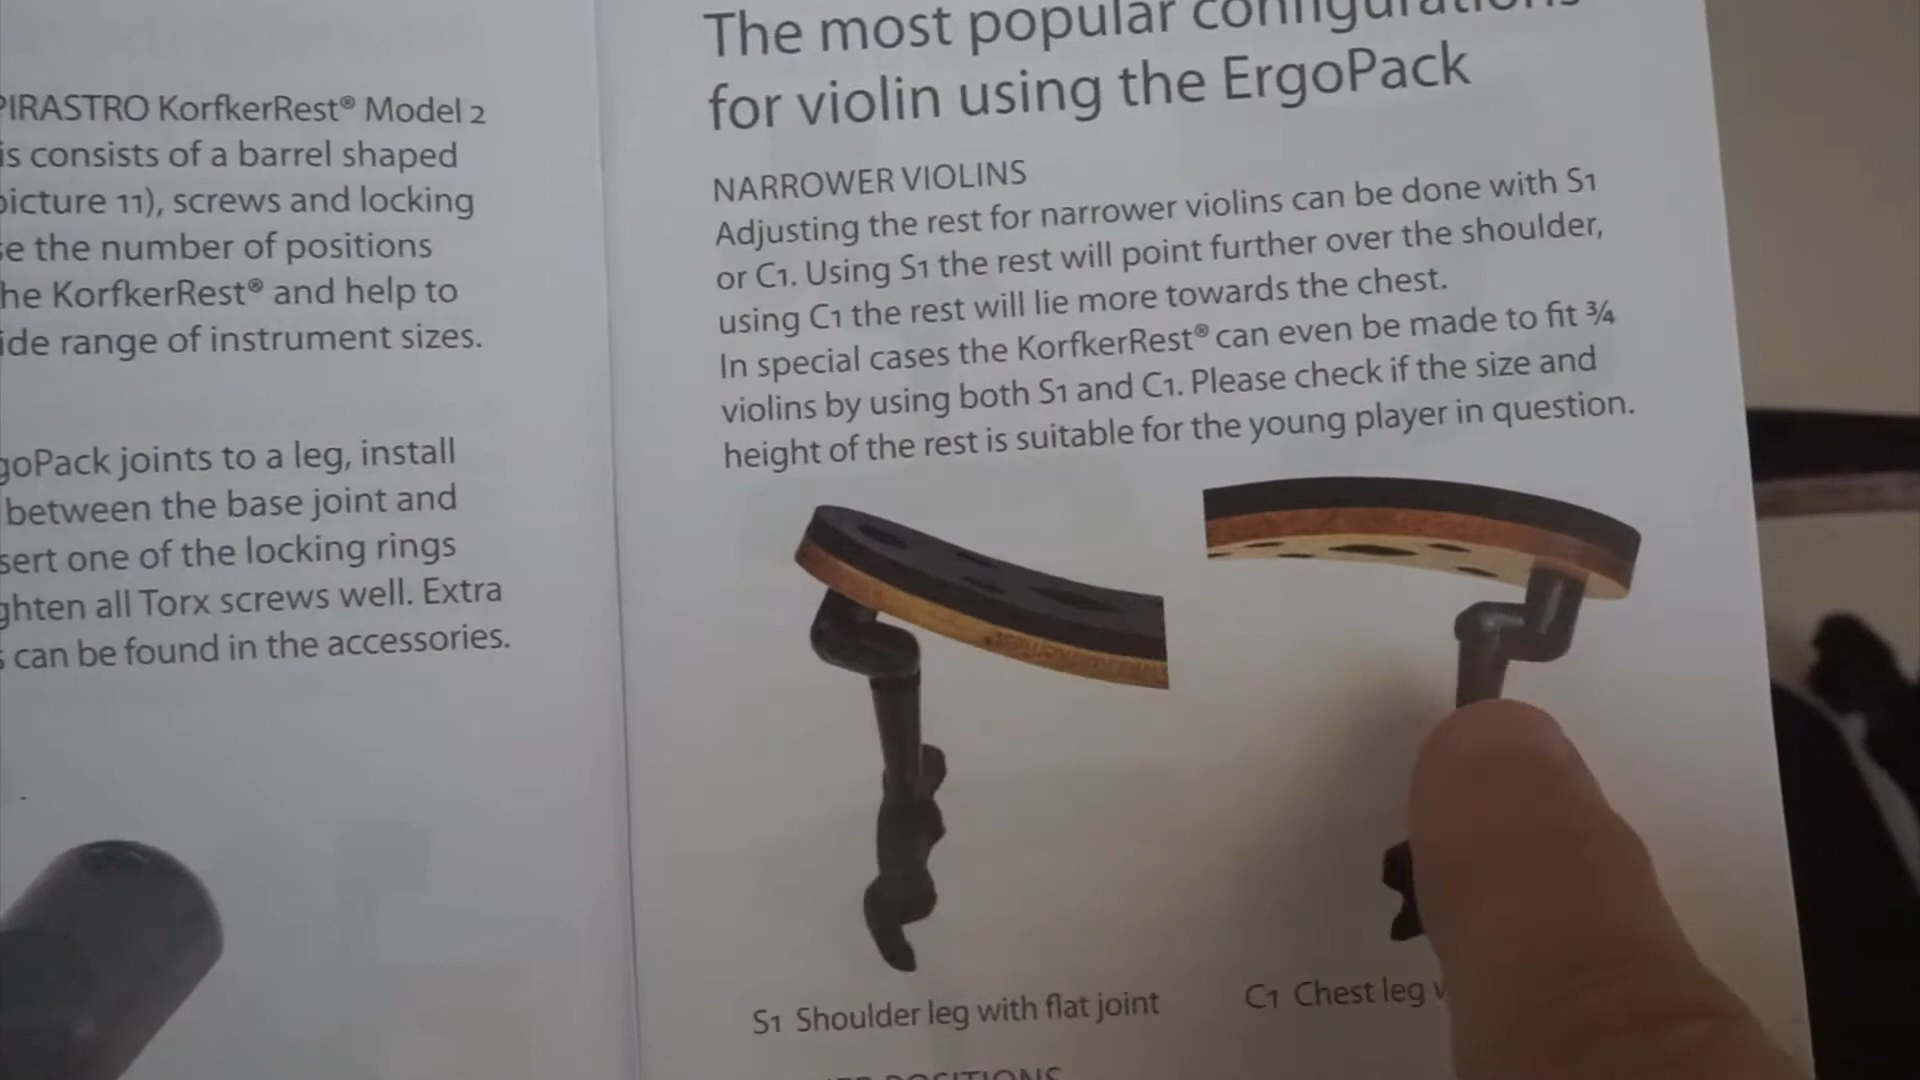 PIRASTRO KorfkerRest® Model 2
is consists of a barrel shaped
picture 11), screws and locking
se the number of positions
he KorfkerRest® and help to
ide range of instrument sizes.
goPack joints to a leg, install
between the base joint and
sert one of the locking rings
ghten all Torx screws well. Extra
s can be found in the accessories.
The most popular configurations
for violin using the ErgoPack
NARROWER VIOLINS
Adjusting the rest for narrower violins can be done with S1
or C1. Using S1 the rest will point further over the shoulder,
using C1 the rest will lie more towards the chest.
In special cases the KorfkerRest® can even be made to fit ¾
violins by using both S1 and C1. Please check if the size and
height of the rest is suitable for the young player in question.
S1 Shoulder leg with flat joint
C1 Chest leg w
POSITIONS